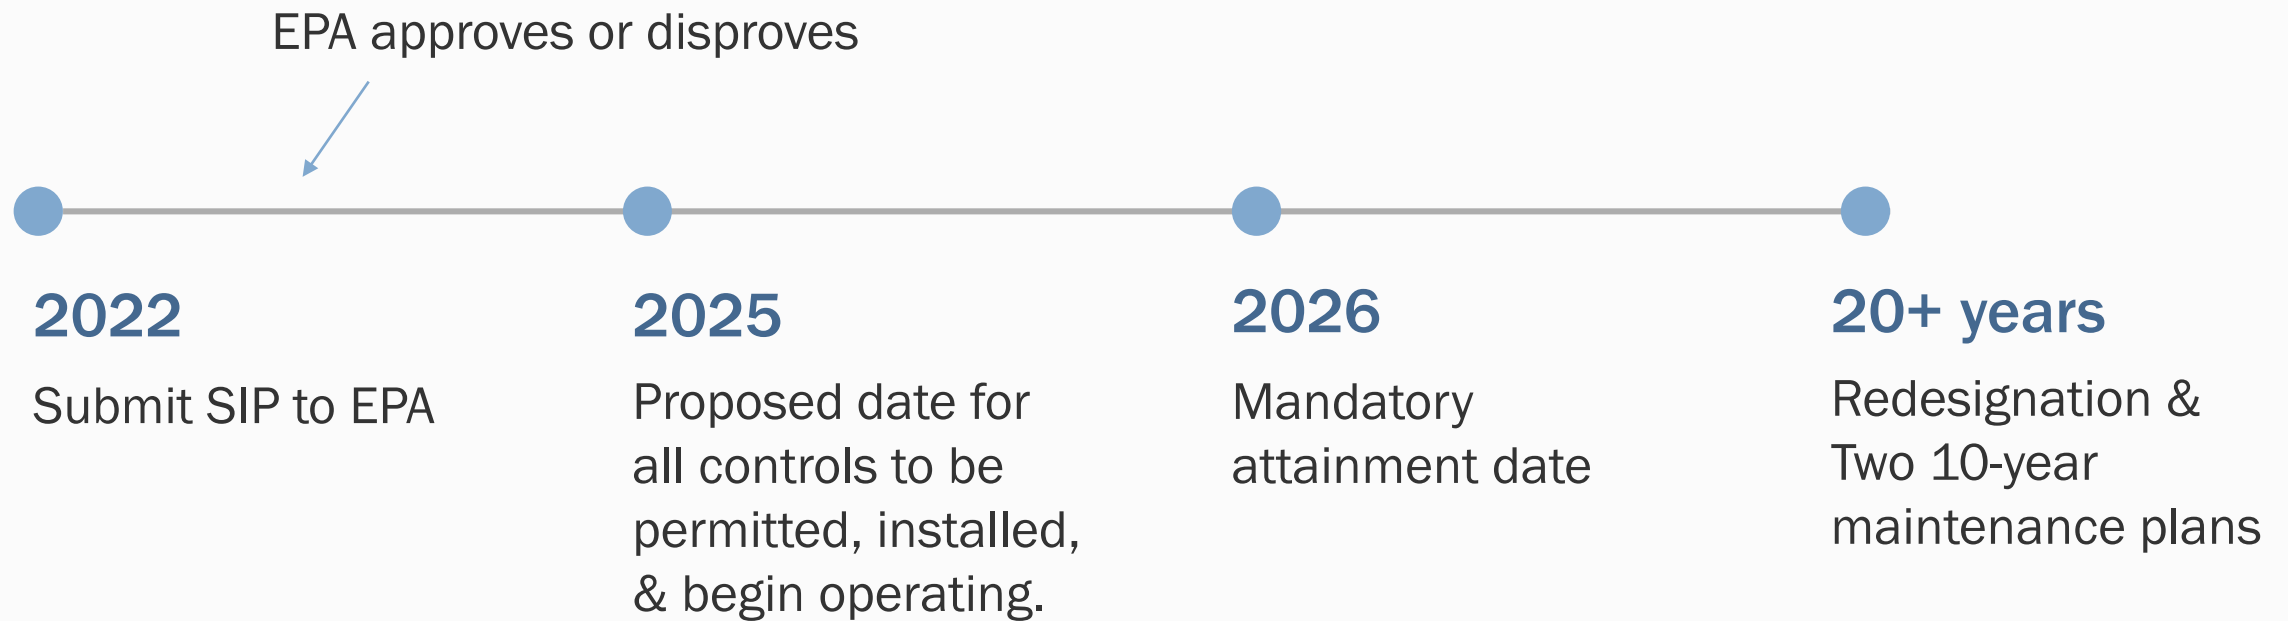 EPA approves or disproves
2022
Submit SIP to EPA
2025
Proposed date for
all controls to be
permitted, installed,
& begin operating.
2026
Mandatory
attainment date
20+ years
Redesignation &
Two 10-year
maintenance plans